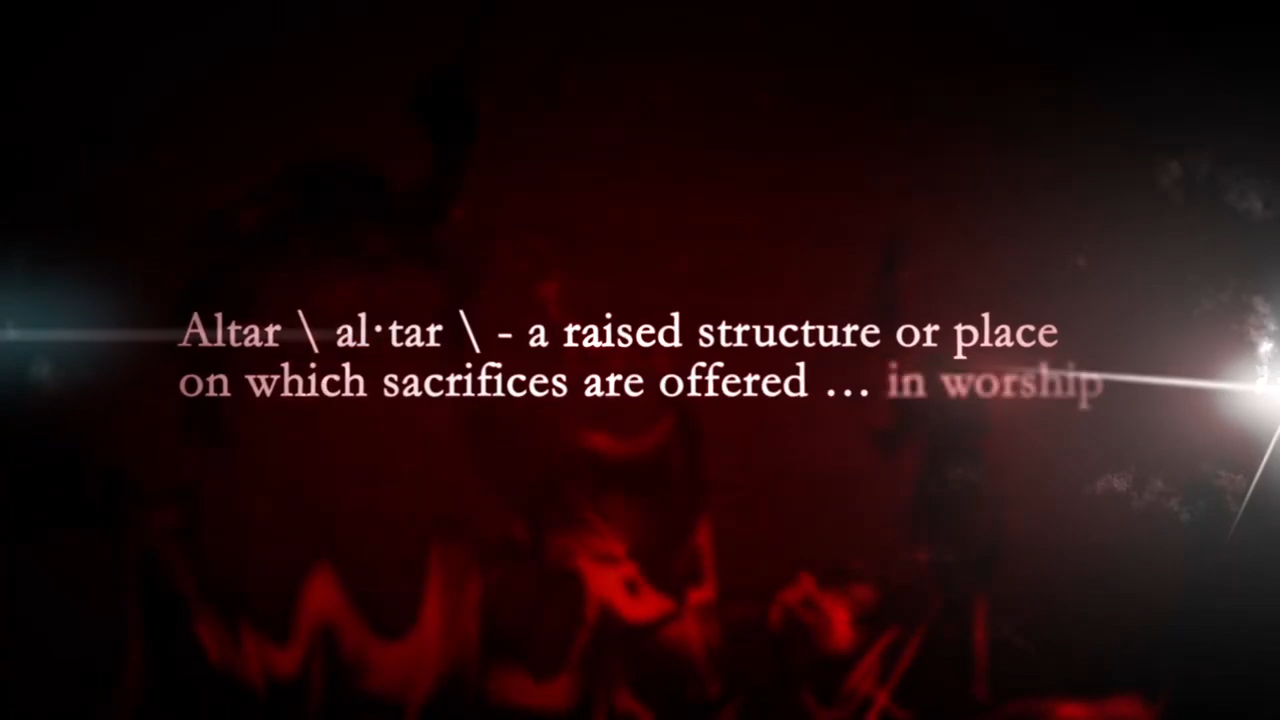 Altar \ al·tar \ - a raised structure or place
on which sacrifices are offered ... in worship